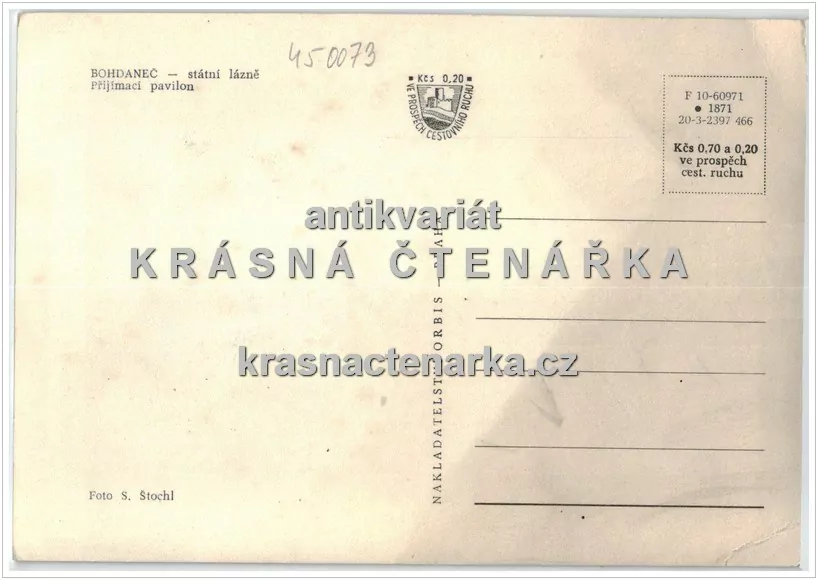 45-0073
BOHDANEČ — státní lázně
Přijímací pavilon
Kčs 0,20
VE PROSPĚCH CESTOVNÍHO RUCHU
F 10-60971
● 1871
20-3-2397 466
Kčs 0,70 a 0,20
ve prospěch
cest. ruchu
antikvariát
KRÁSNÁ ČTENÁŘKA
krasnactenarka.cz
NAKLADATELST ORBIS — AHA
Foto S. Štochl